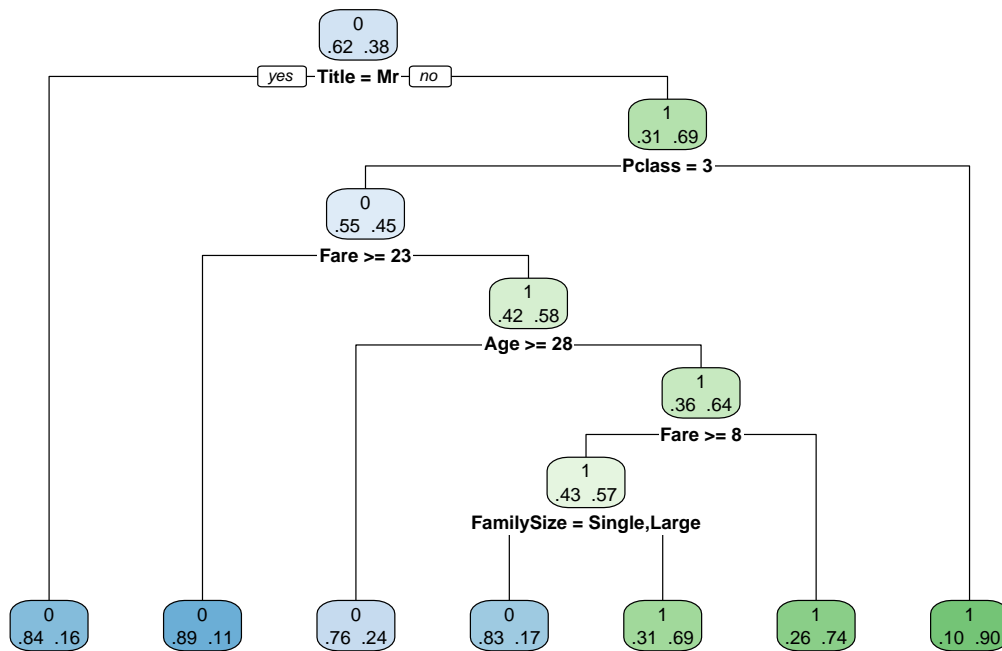 0
.62 .38
yes Title = Mr no
1
.31 .69
Pclass = 3
0
.55 .45
Fare >= 23
1
.42 .58
Age >= 28
1
.36 .64
Fare >= 8
1
.43 .57
FamilySize = Single,Large
0 0 0 0 1 1 1
.84 .16 .89 .11 .76 .24 .83 .17 .31 .69 .26 .74 .10 .90